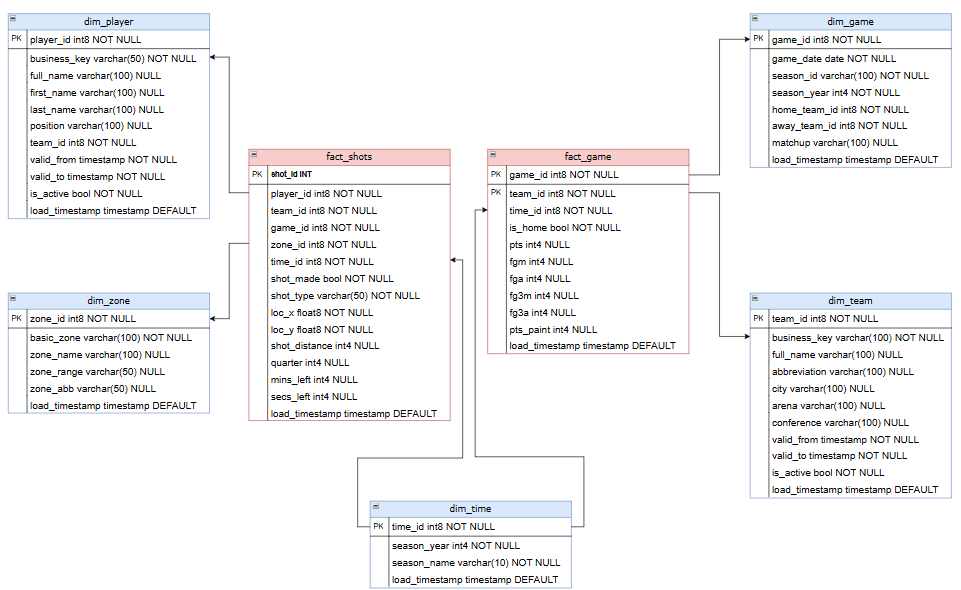 dim_player
PK player_id int8 NOT NULL
business_key varchar(50) NOT NULL
full_name varchar(100) NULL
first_name varchar(100) NULL
last_name varchar(100) NULL
position varchar(100) NULL
team_id int8 NOT NULL
valid_from timestamp NOT NULL
valid_to timestamp NOT NULL
is_active bool NOT NULL
load_timestamp timestamp DEFAULT
dim_game
PK game_id int8 NOT NULL
game_date date NOT NULL
season_id varchar(100) NOT NULL
season_year int4 NOT NULL
home_team_id int8 NOT NULL
away_team_id int8 NOT NULL
matchup varchar(100) NULL
load_timestamp timestamp DEFAULT
fact_shots
PK shot_id INT
player_id int8 NOT NULL
team_id int8 NOT NULL
game_id int8 NOT NULL
zone_id int8 NOT NULL
time_id int8 NOT NULL
shot_made bool NOT NULL
shot_type varchar(50) NOT NULL
loc_x float8 NOT NULL
loc_y float8 NOT NULL
shot_distance int4 NULL
quarter int4 NULL
mins_left int4 NULL
secs_left int4 NULL
load_timestamp timestamp DEFAULT
fact_game
PK game_id int8 NOT NULL
PK team_id int8 NOT NULL
time_id int8 NOT NULL
is_home bool NOT NULL
pts int4 NULL
fgm int4 NULL
fga int4 NULL
fg3m int4 NULL
fg3a int4 NULL
pts_paint int4 NULL
load_timestamp timestamp DEFAULT
dim_zone
PK zone_id int8 NOT NULL
basic_zone varchar(100) NOT NULL
zone_name varchar(100) NULL
zone_range varchar(50) NULL
zone_abb varchar(50) NULL
load_timestamp timestamp DEFAULT
dim_team
PK team_id int8 NOT NULL
business_key varchar(100) NOT NULL
full_name varchar(100) NULL
abbreviation varchar(100) NULL
city varchar(100) NULL
arena varchar(100) NULL
conference varchar(100) NULL
valid_from timestamp NOT NULL
valid_to timestamp NOT NULL
is_active bool NOT NULL
load_timestamp timestamp DEFAULT
dim_time
PK time_id int8 NOT NULL
season_year int4 NOT NULL
season_name varchar(10) NOT NULL
load_timestamp timestamp DEFAULT